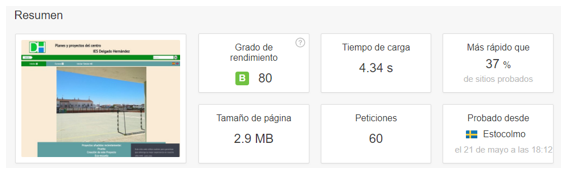 Resumen
Planes y proyectos del centro
IES Delgado Hernández
Grado de
rendimiento
?
B 80
Tiempo de carga
4.34 s
Más rápido que
37 %
de sitios probados
Tamaño de página
2.9 MB
Peticiones
60
Probado desde
Estocolmo
el 21 de mayo a las 18:12